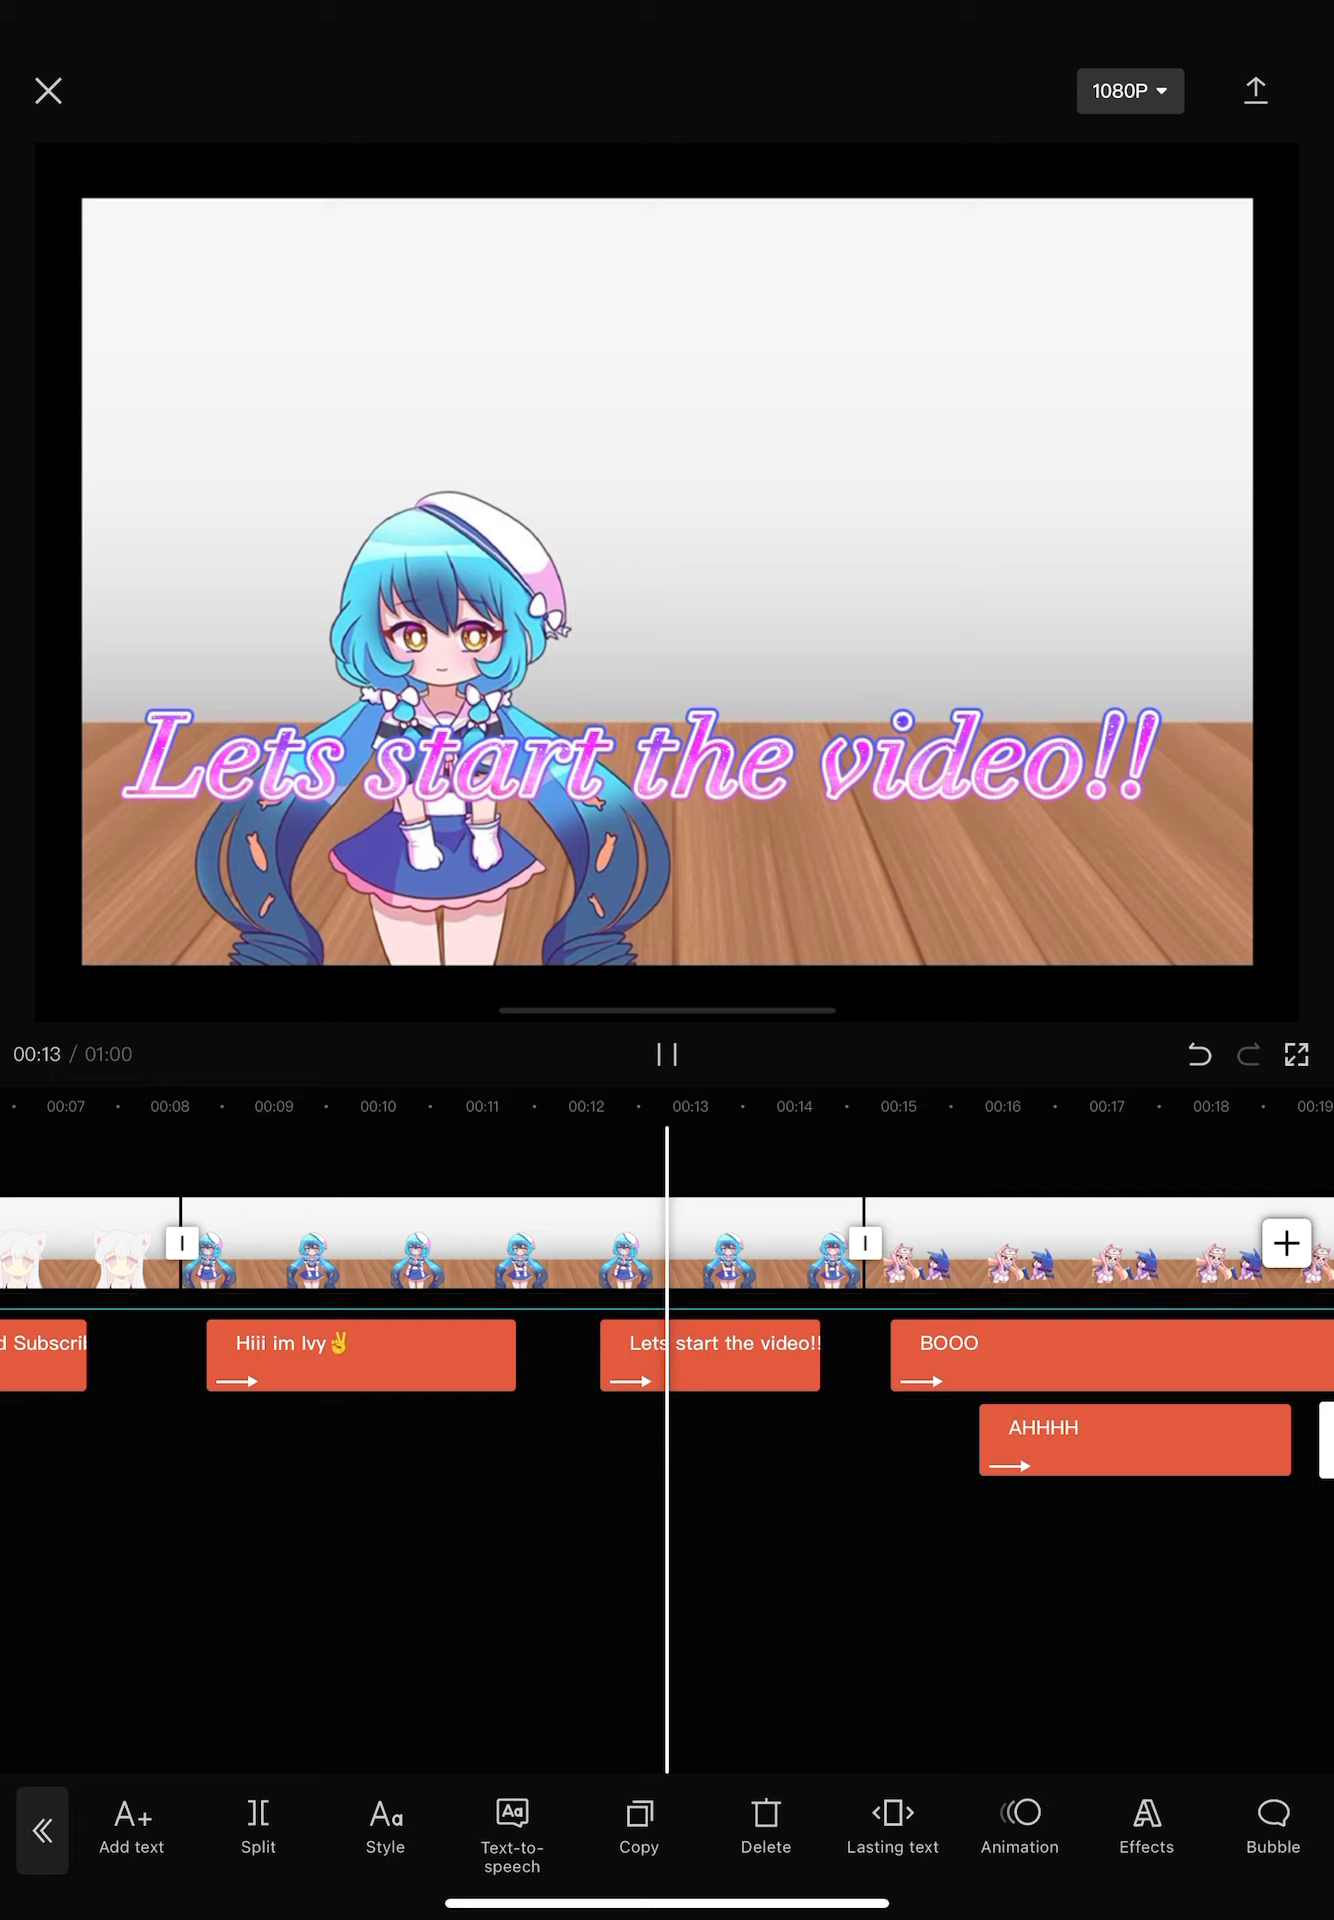 1080P
Lets start the video!!
00:13 / 01:00
00:07 00:08 00:09 00:10 00:11 00:12 00:13 00:14 00:15 00:16 00:17 00:18 00:19
d Subscrib Hiii im Ivy✌️ Lets start the video!! BOOO
AHHHH
A+ Aa Aa A
Add text Split Style Text-to-speech Copy Delete Lasting text Animation Effects Bubble